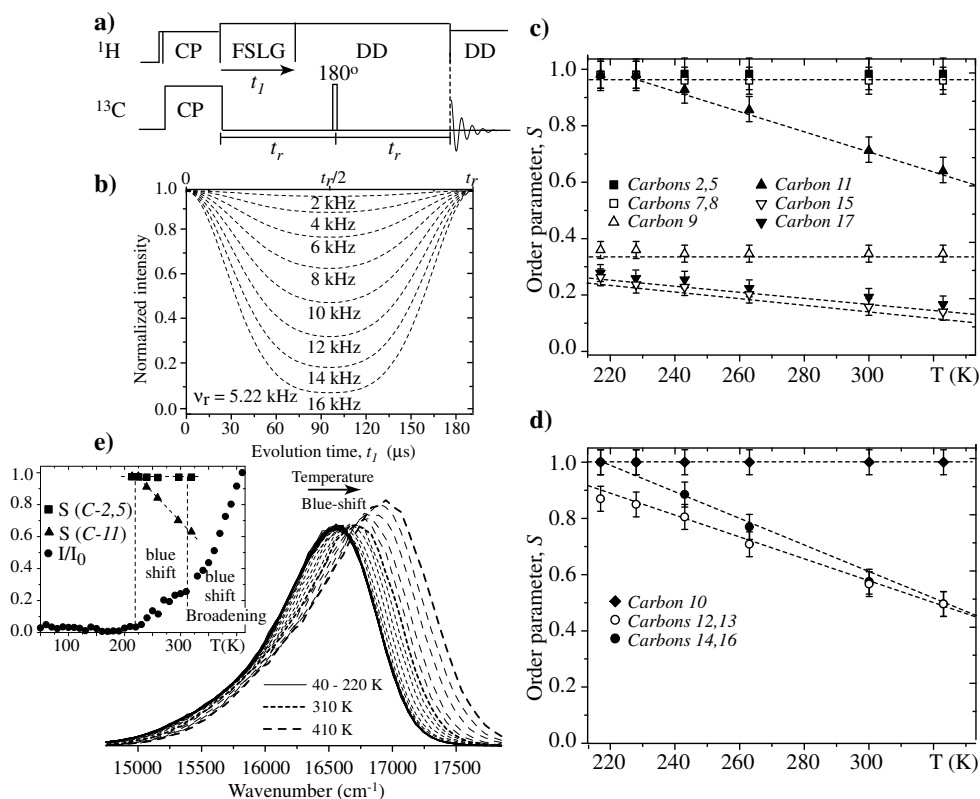 a)
¹H
CP
FSLG
DD
DD
t₁
180º
¹³C
CP
tᵣ
tᵣ
b)
0
tᵣ/2
tᵣ
1.0
0.8
0.6
0.4
0.2
0.0
Normalized intensity
2 kHz
4 kHz
6 kHz
8 kHz
10 kHz
12 kHz
14 kHz
16 kHz
νᵣ = 5.22 kHz
0
30
60
90
120
150
180
Evolution time, t₁ (μs)
c)
1.0
0.8
0.6
0.4
0.2
0.0
Order parameter, S
Carbons 2,5
Carbons 7,8
Carbon 9
Carbon 11
Carbon 15
Carbon 17
220
240
260
280
300
T (K)
d)
1.0
0.8
0.6
0.4
0.2
0.0
Order parameter, S
Carbon 10
Carbons 12,13
Carbons 14,16
220
240
260
280
300
T (K)
e)
1.0
0.8
0.6
0.4
0.2
0.0
S (C-2,5)
S (C-11)
I/I₀
blue
shift
blue
shift
Broadening
100
200
300
T(K)
Temperature
Blue-shift
40 - 220 K
310 K
410 K
15000
15500
16000
16500
17000
17500
Wavenumber (cm⁻¹)